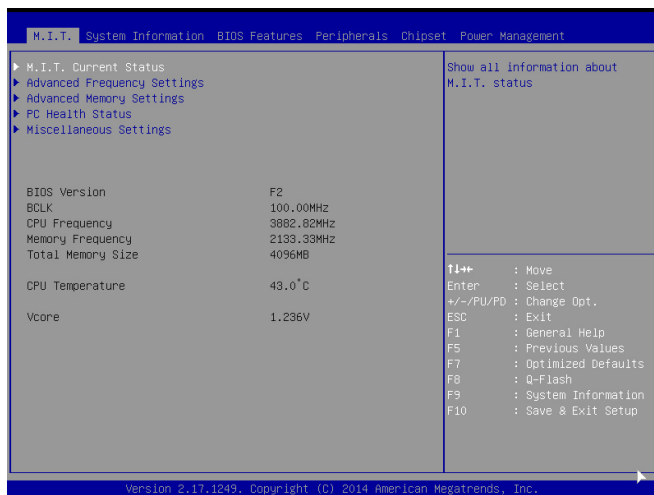 M.I.T. System Information BIOS Features Peripherals Chipset Power Management
M.I.T. Current Status
Advanced Frequency Settings
Advanced Memory Settings
PC Health Status
Miscellaneous Settings
BIOS Version F2
BCLK 100.00MHz
CPU Frequency 3882.82MHz
Memory Frequency 2133.33MHz
Total Memory Size 4096MB
CPU Temperature 43.0°C
Vcore 1.236V
Show all information about
M.I.T. status
↑↓→← : Move
Enter : Select
+/-/PU/PD : Change Opt.
ESC : Exit
F1 : General Help
F5 : Previous Values
F7 : Optimized Defaults
F8 : Q-Flash
F9 : System Information
F10 : Save & Exit Setup
Version 2.17.1249. Copyright (C) 2014 American Megatrends, Inc.